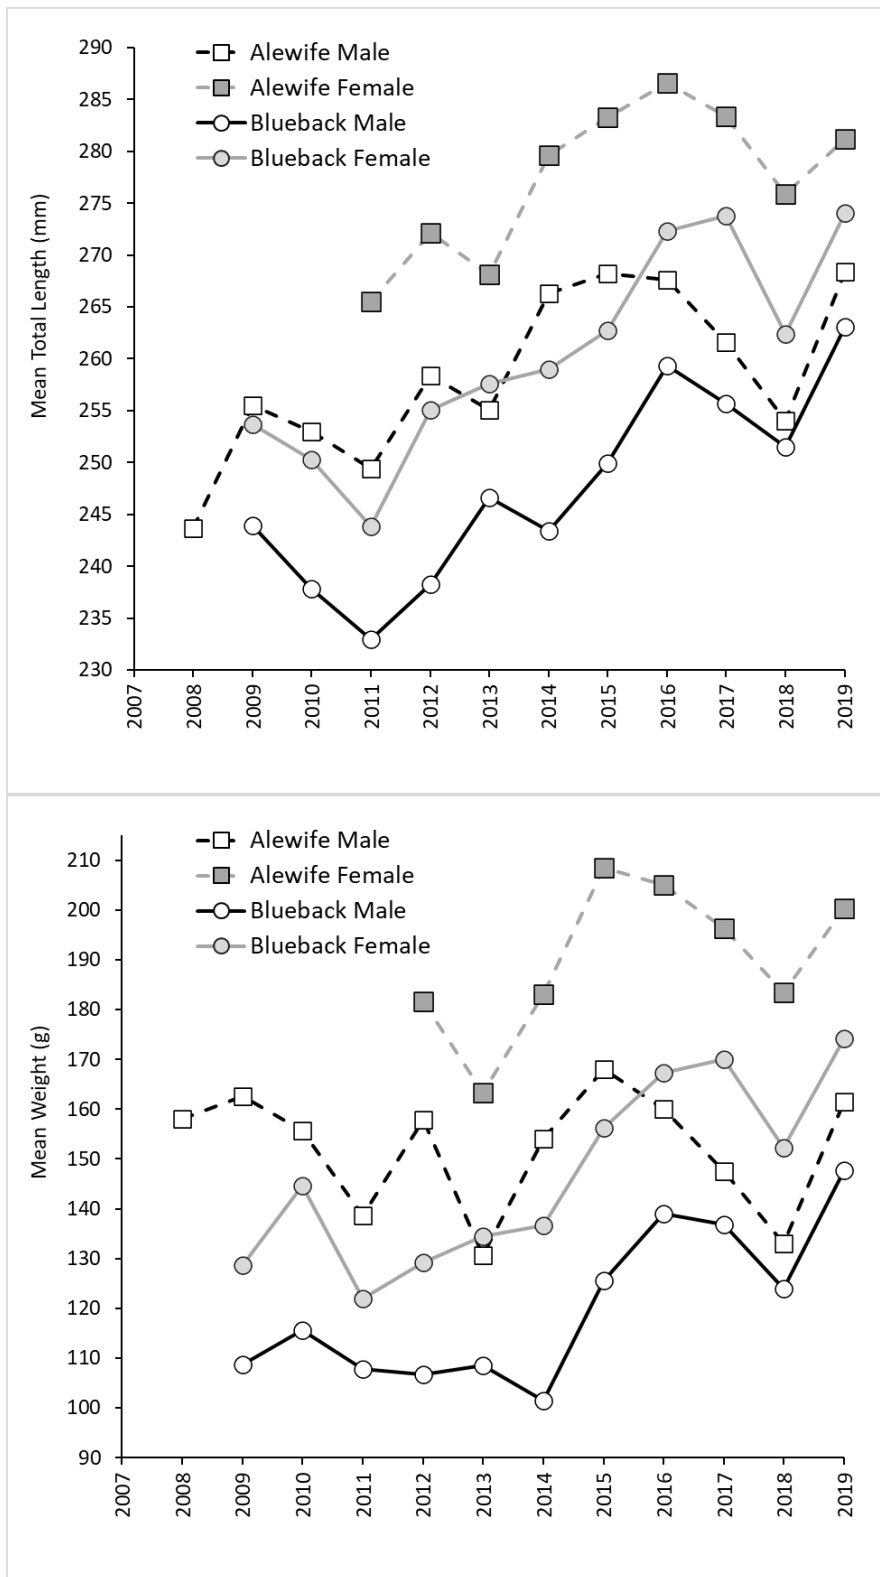 Alewife Male
Alewife Female
Blueback Male
Blueback Female
Mean Total Length (mm)
290
285
280
275
270
265
260
255
250
245
240
235
230
2007 2008 2009 2010 2011 2012 2013 2014 2015 2016 2017 2018 2019
Alewife Male
Alewife Female
Blueback Male
Blueback Female
Mean Weight (g)
210
200
190
180
170
160
150
140
130
120
110
100
90
2007 2008 2009 2010 2011 2012 2013 2014 2015 2016 2017 2018 2019